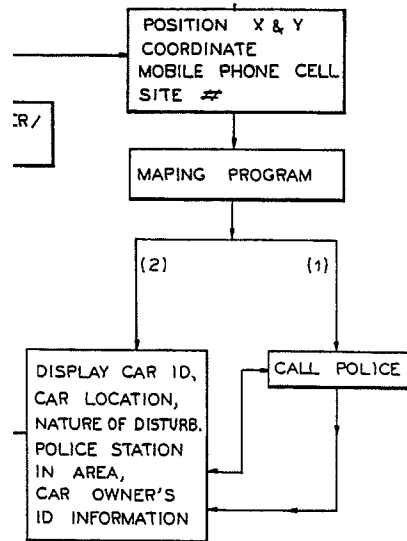 POSITION X & Y
COORDINATE
MOBILE PHONE CELL
SITE #
ER/
MAPING PROGRAM
(2)
(1)
DISPLAY CAR ID,
CAR LOCATION,
NATURE OF DISTURB.
POLICE STATION
IN AREA,
CAR OWNER'S
ID INFORMATION
CALL POLICE